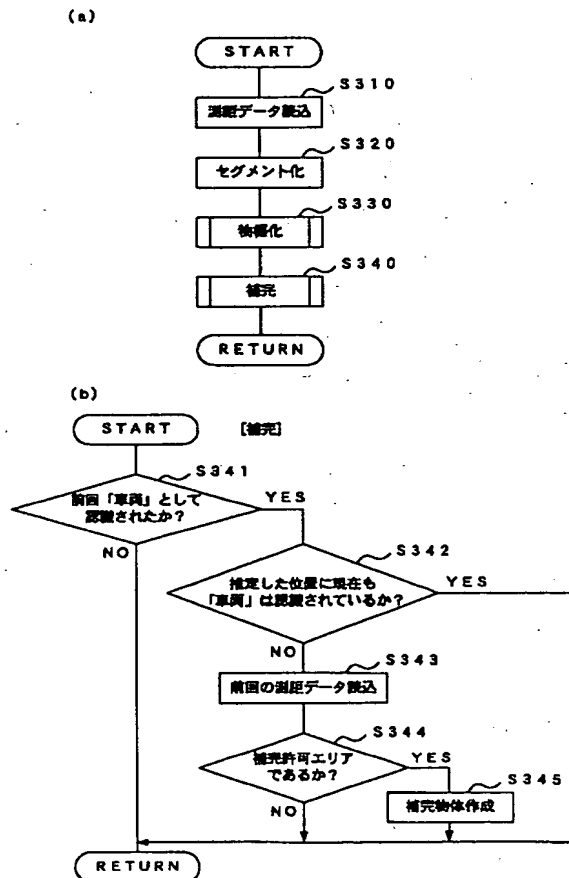 (a)
START
S310
測距データ読込
S320
セグメント化
S330
物標化
S340
補完
RETURN
(b)
START
[補完]
S341
前回「車両」として
認識されたか?
YES
NO
S342
推定した位置に現在も
「車両」は認識されているか?
YES
NO
S343
前回の測距データ読込
S344
補完許可エリア
であるか?
YES
NO
S345
補完物体作成
RETURN